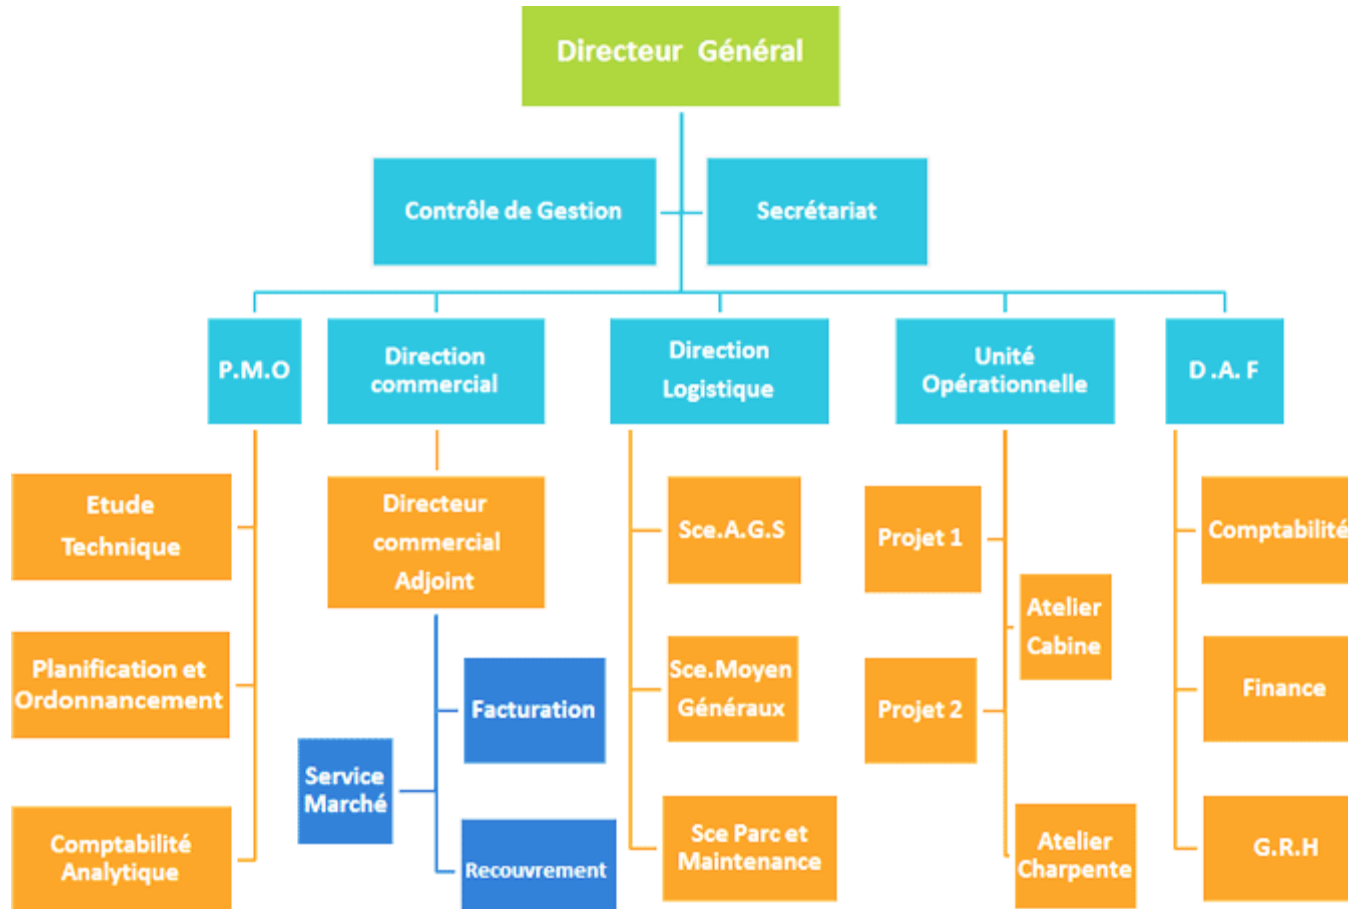 Directeur Général
Contrôle de Gestion
Secrétariat
P.M.O
Direction
commercial
Direction
Logistique
Unité
Opérationnelle
D .A. F
Etude
Technique
Planification et
Ordonnancement
Comptabilité
Analytique
Directeur
commercial
Adjoint
Facturation
Service
Marché
Recouvrement
Sce.A.G.S
Sce.Moyen
Généraux
Sce Parc et
Maintenance
Projet 1
Atelier
Cabine
Projet 2
Atelier
Charpente
Comptabilité
Finance
G.R.H